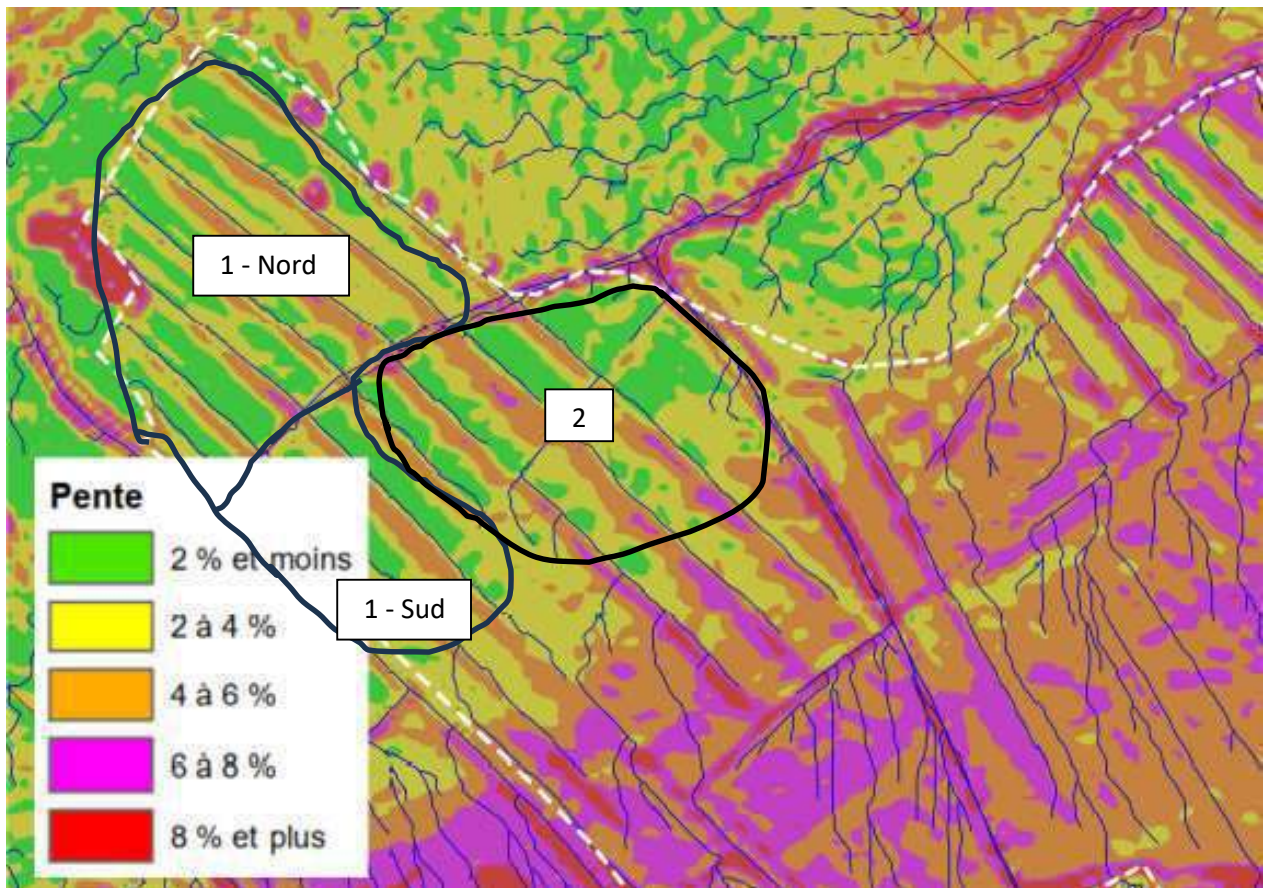 1 - Nord
2
1 - Sud
Pente
2 % et moins
2 à 4 %
4 à 6 %
6 à 8 %
8 % et plus